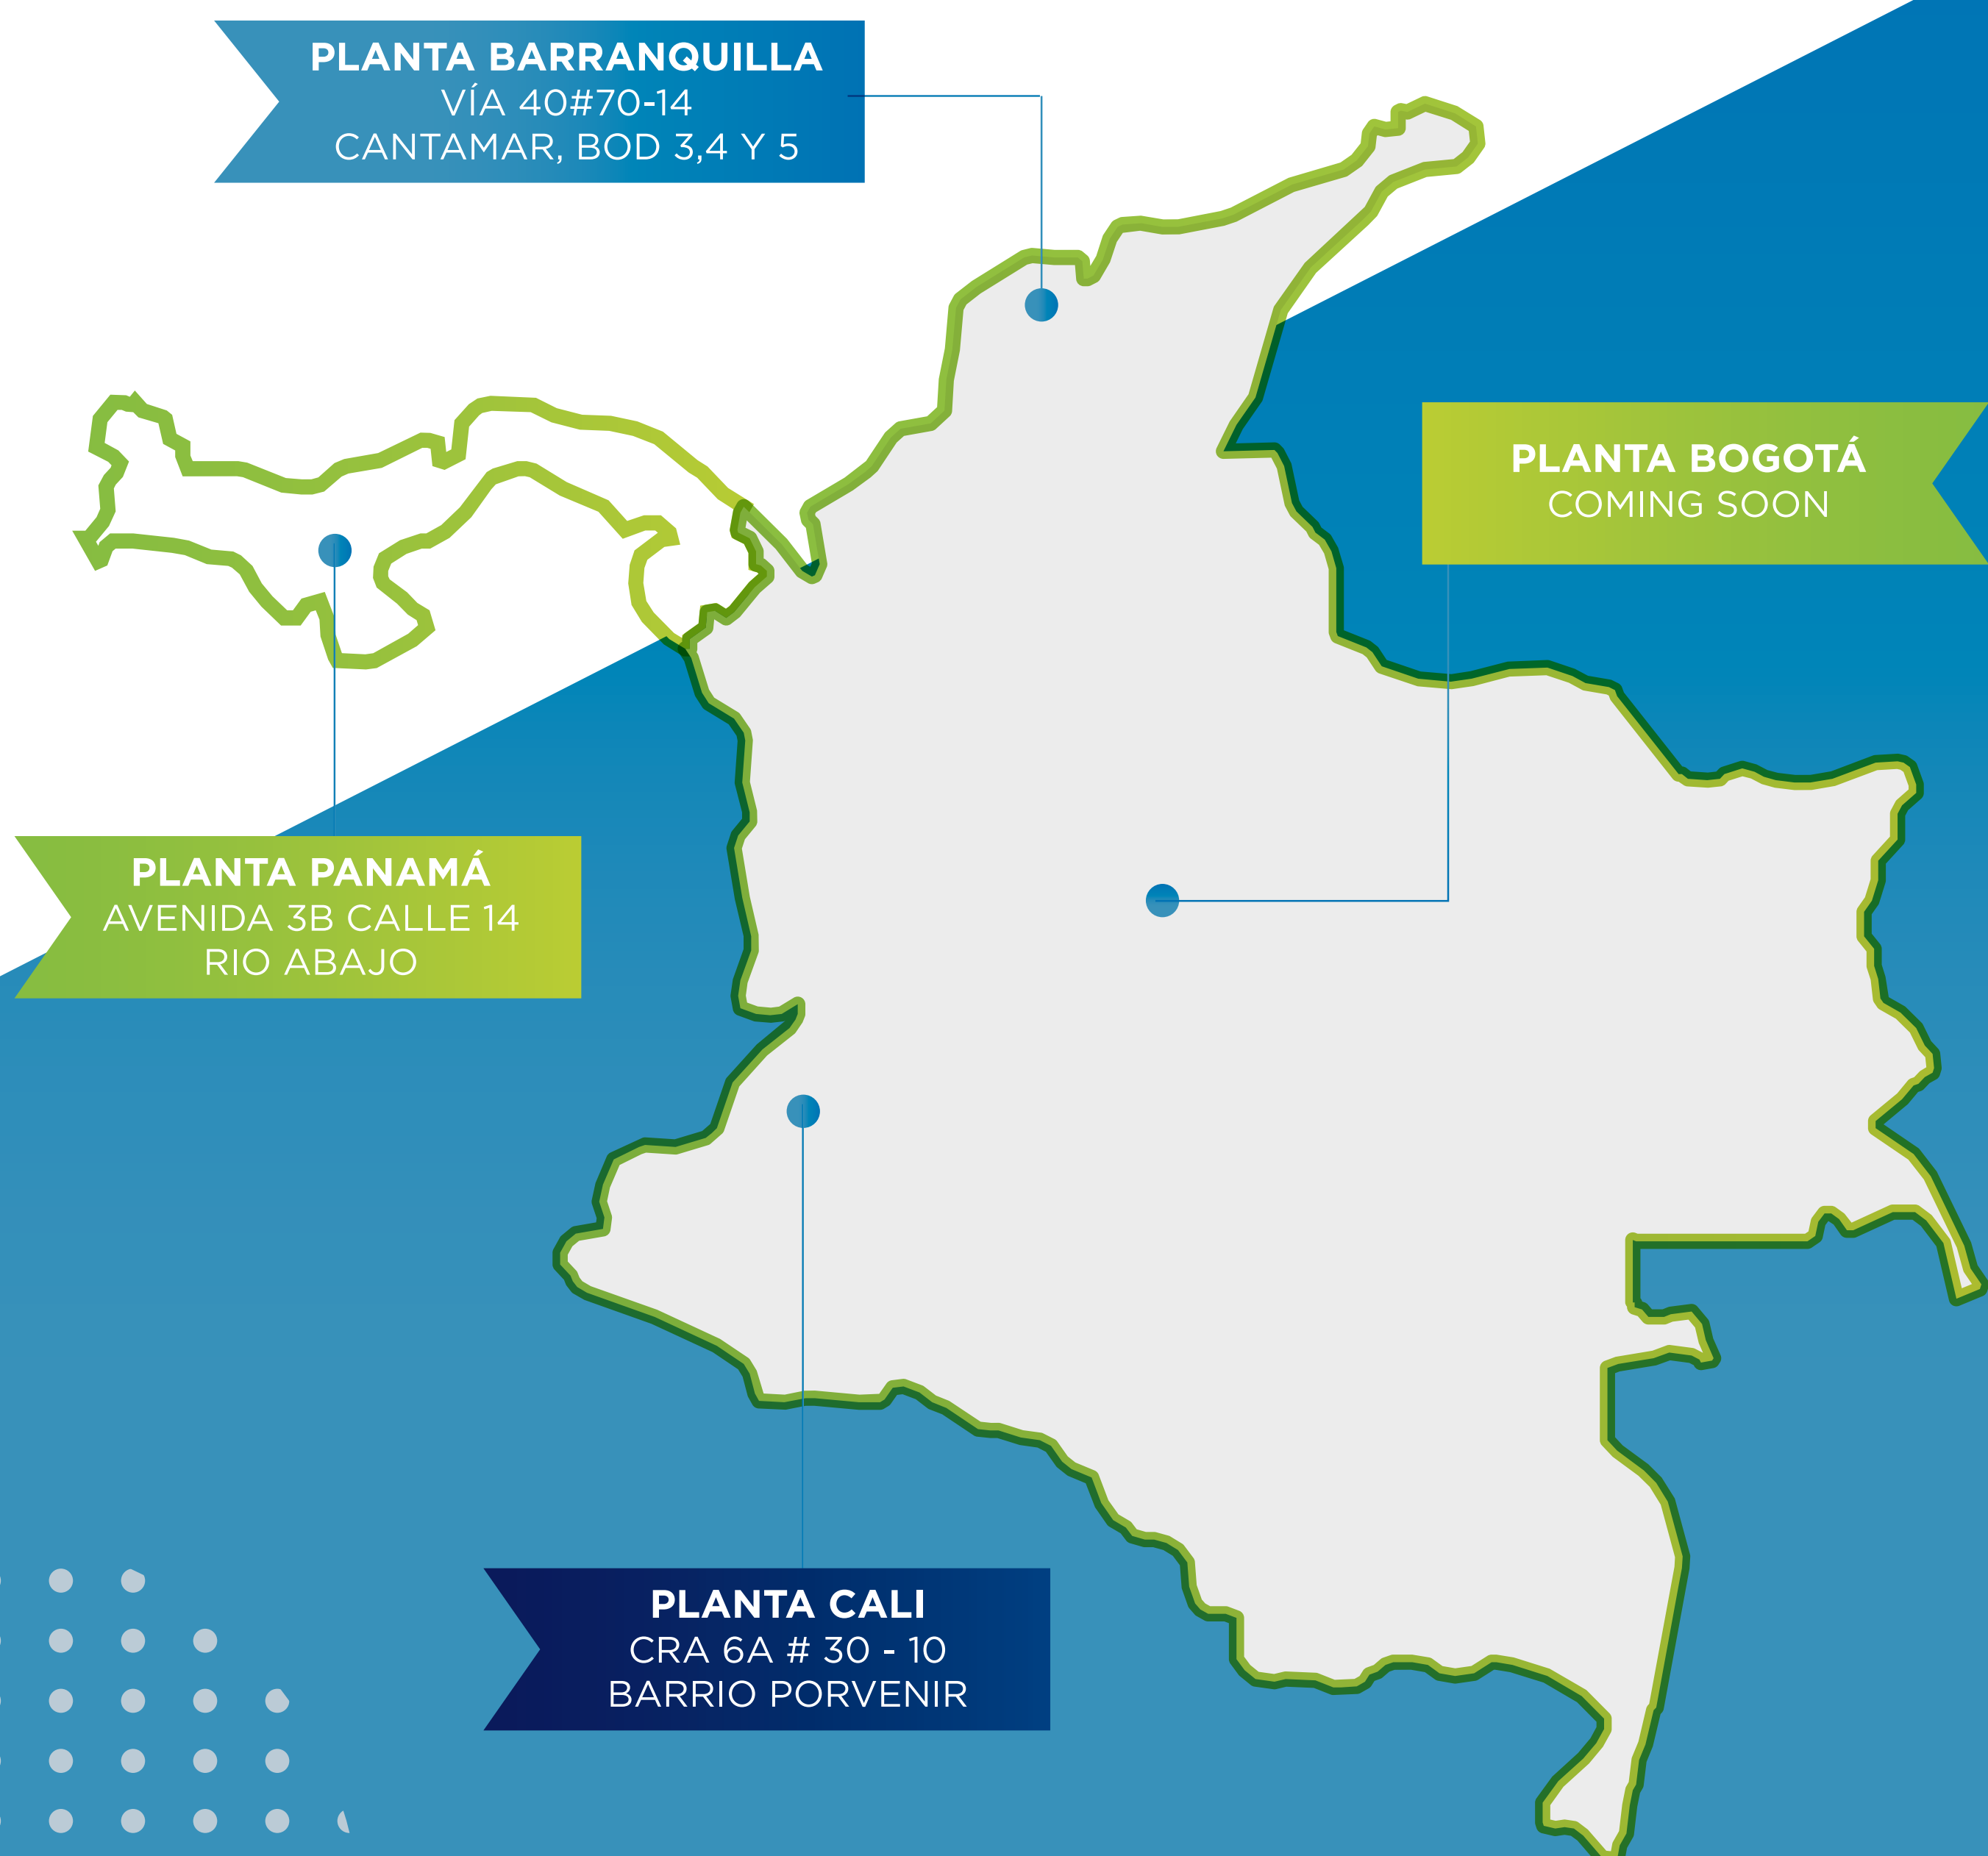 PLANTA BARRANQUILLA
VÍA 40#70-14
CANTAMAR, BOD 3,4 Y 5
PLANTA BOGOTÁ
COMING SOON
PLANTA PANAMÁ
AVENIDA 3B CALLE 14
RIO ABAJO
PLANTA CALI
CRA 6A # 30 - 10
BARRIO PORVENIR